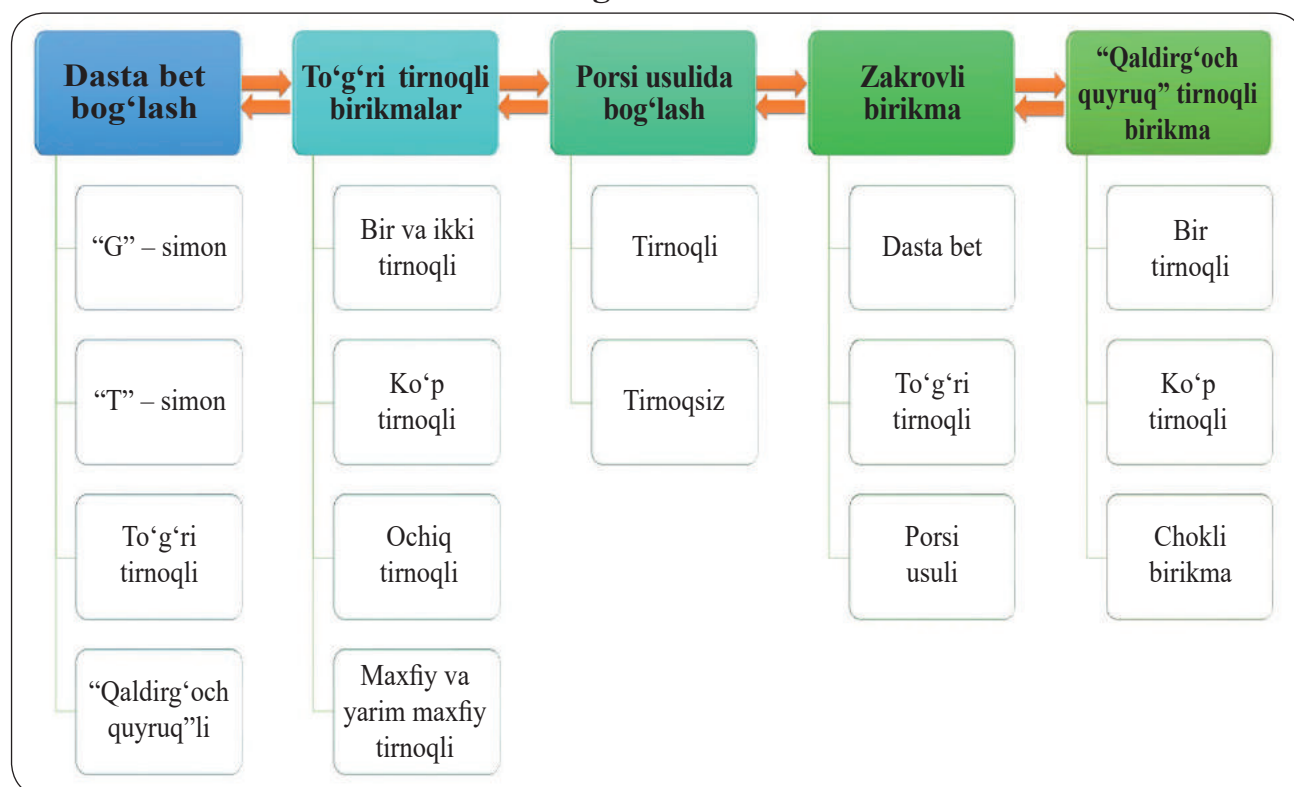 Dasta bet
bog‘lash
“G” – simon
“T” – simon
To‘g‘ri
tirnoqli
“Qaldirg‘och
quyruq”li
To‘g‘ri tirnoqli
birikmalar
Bir va ikki
tirnoqli
Ko‘p
tirnoqli
Ochiq
tirnoqli
Maxfiy va
yarim maxfiy
tirnoqli
Porsi usulida
bog‘lash
Tirnoqli
Tirnoqsiz
Zakrovli
birikma
Dasta bet
To‘g‘ri
tirnoqli
Porsi
usuli
“Qaldirg‘och
quyruq” tirnoqli
birikma
Bir
tirnoqli
Ko‘p
tirnoqli
Chokli
birikma